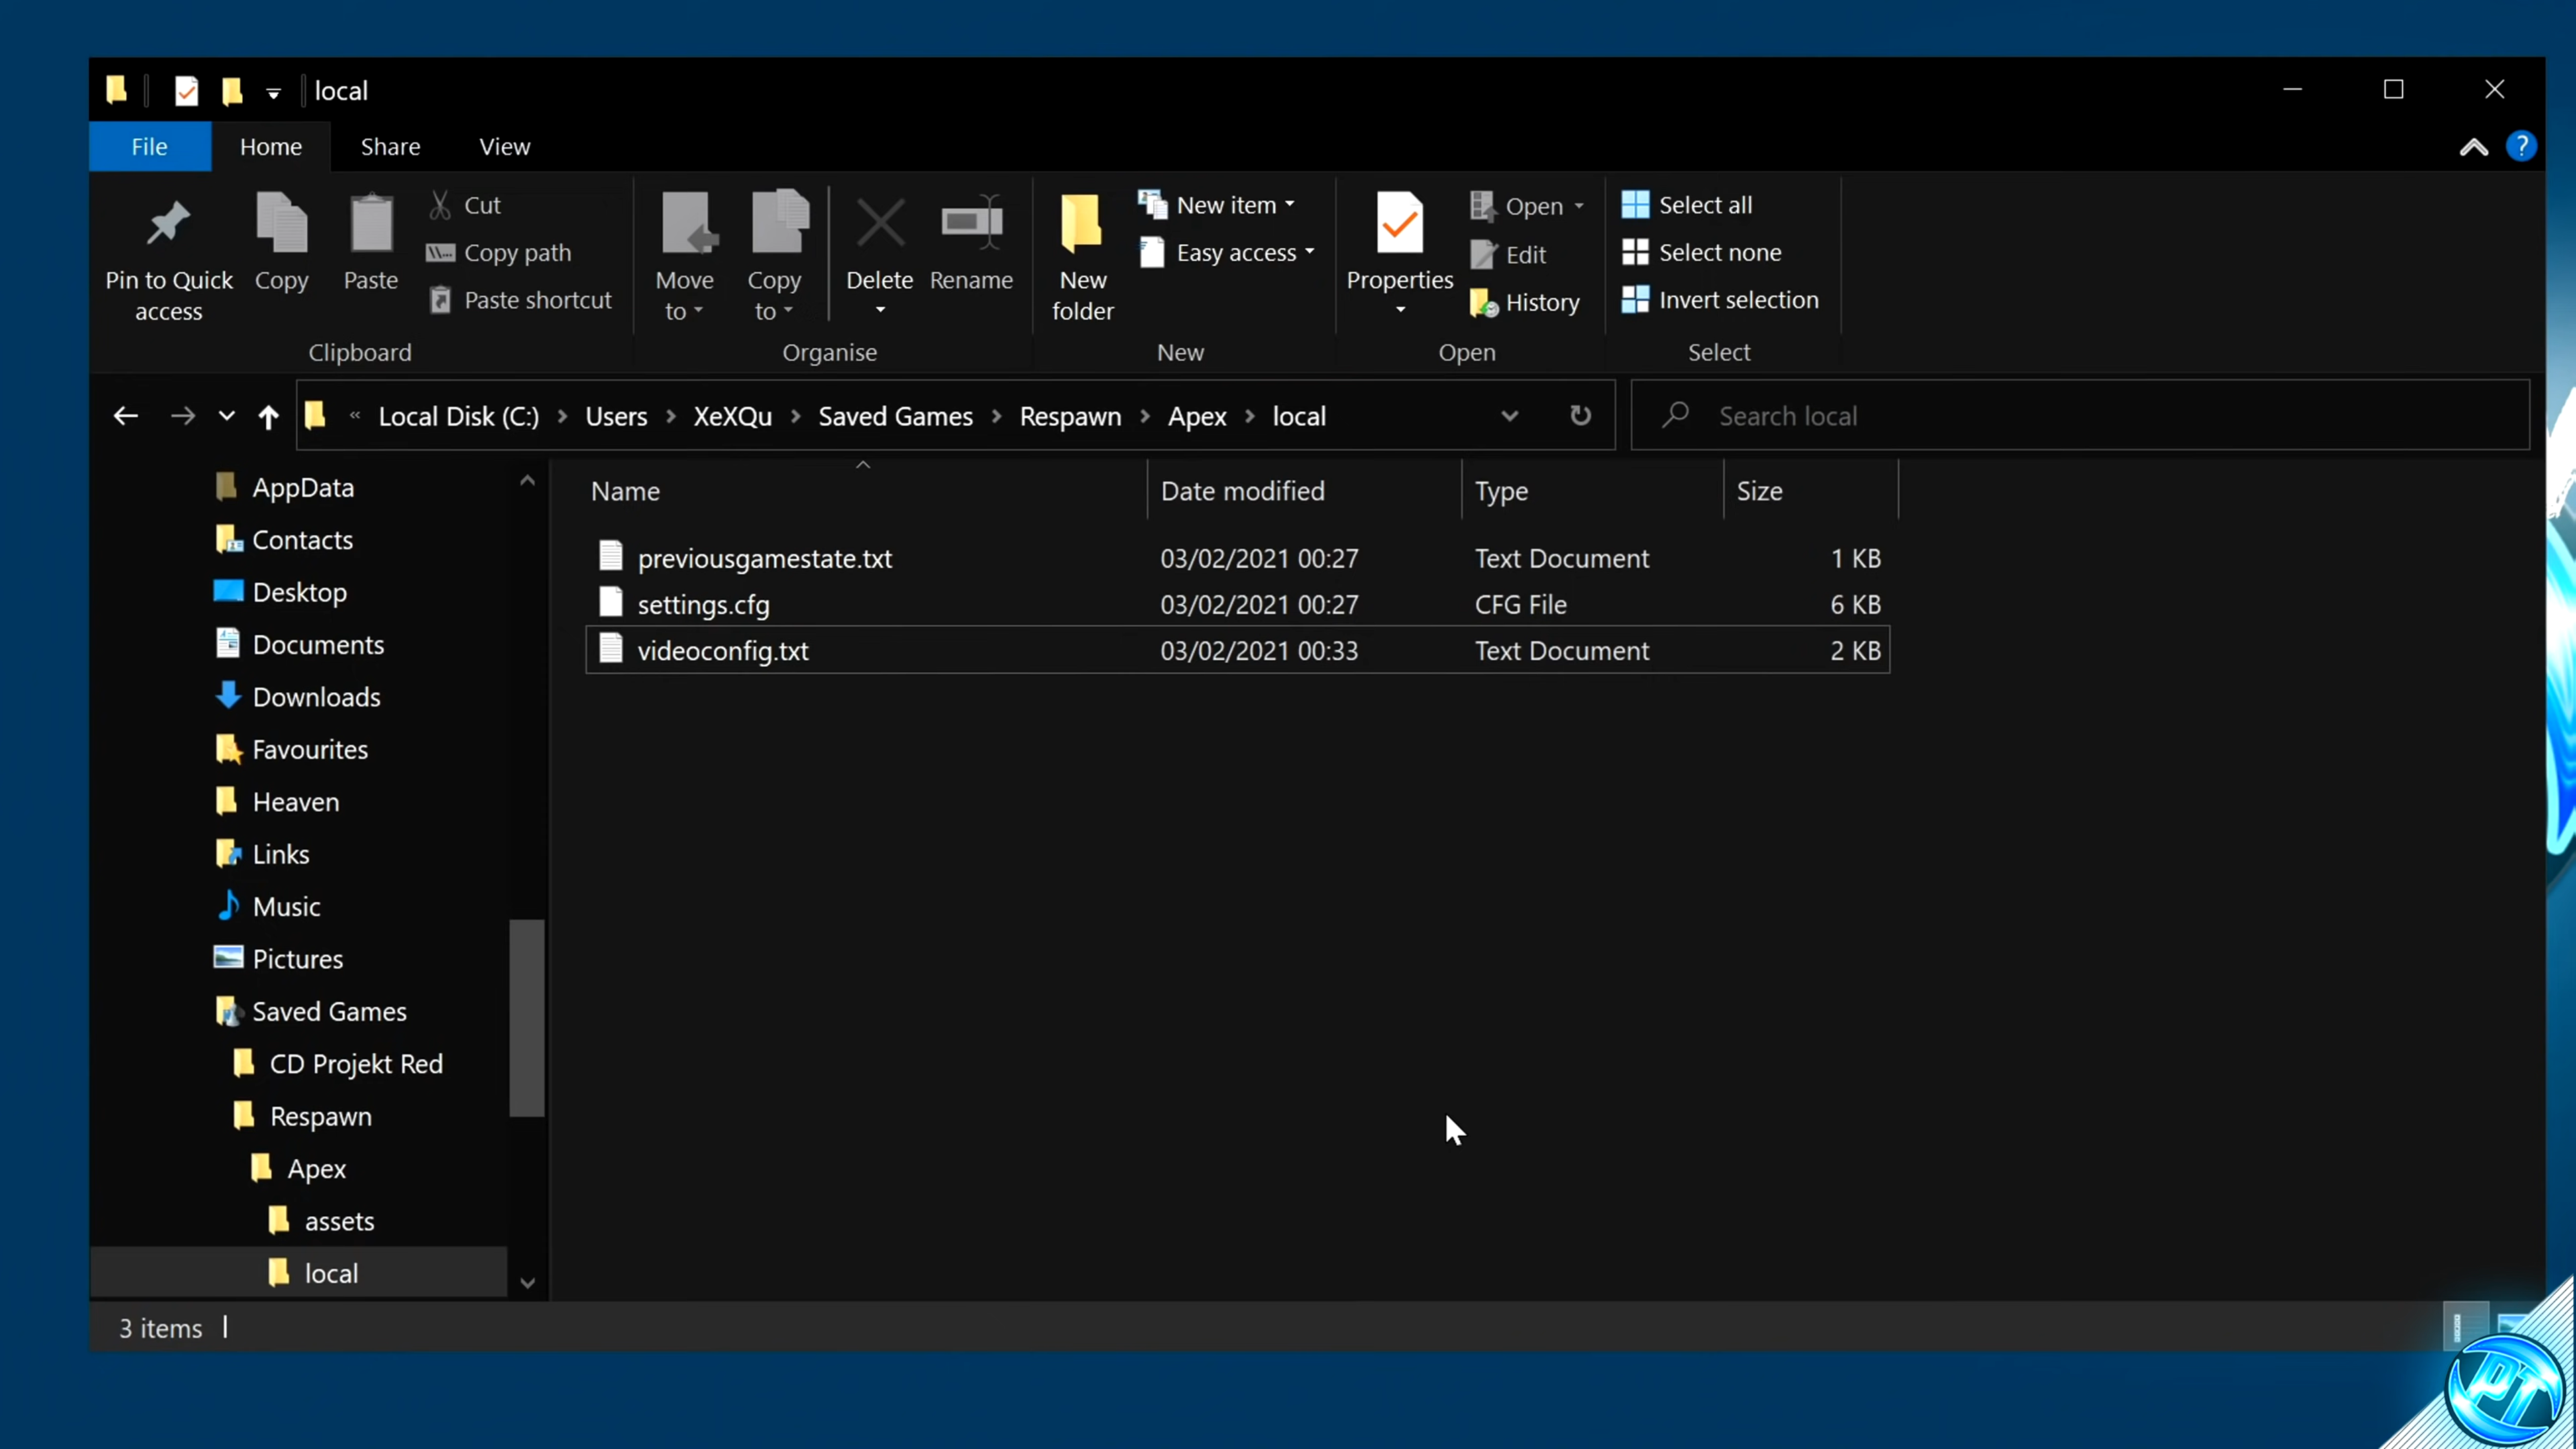 local
File Home Share View
Pin to Quick access
Copy
Paste
Cut
Copy path
Paste shortcut
Clipboard
Move to
Copy to
Delete
Rename
Organise
New folder
New item
Easy access
New
Properties
Open
Edit
History
Open
Select all
Select none
Invert selection
Select
« Local Disk (C:) > Users > XeXQu > Saved Games > Respawn > Apex > local
Search local
AppData
Contacts
Desktop
Documents
Downloads
Favourites
Heaven
Links
Music
Pictures
Saved Games
CD Projekt Red
Respawn
Apex
assets
local
Name Date modified Type Size
previousgamestate.txt 03/02/2021 00:27 Text Document 1 KB
settings.cfg 03/02/2021 00:27 CFG File 6 KB
videoconfig.txt 03/02/2021 00:33 Text Document 2 KB
3 items
PT